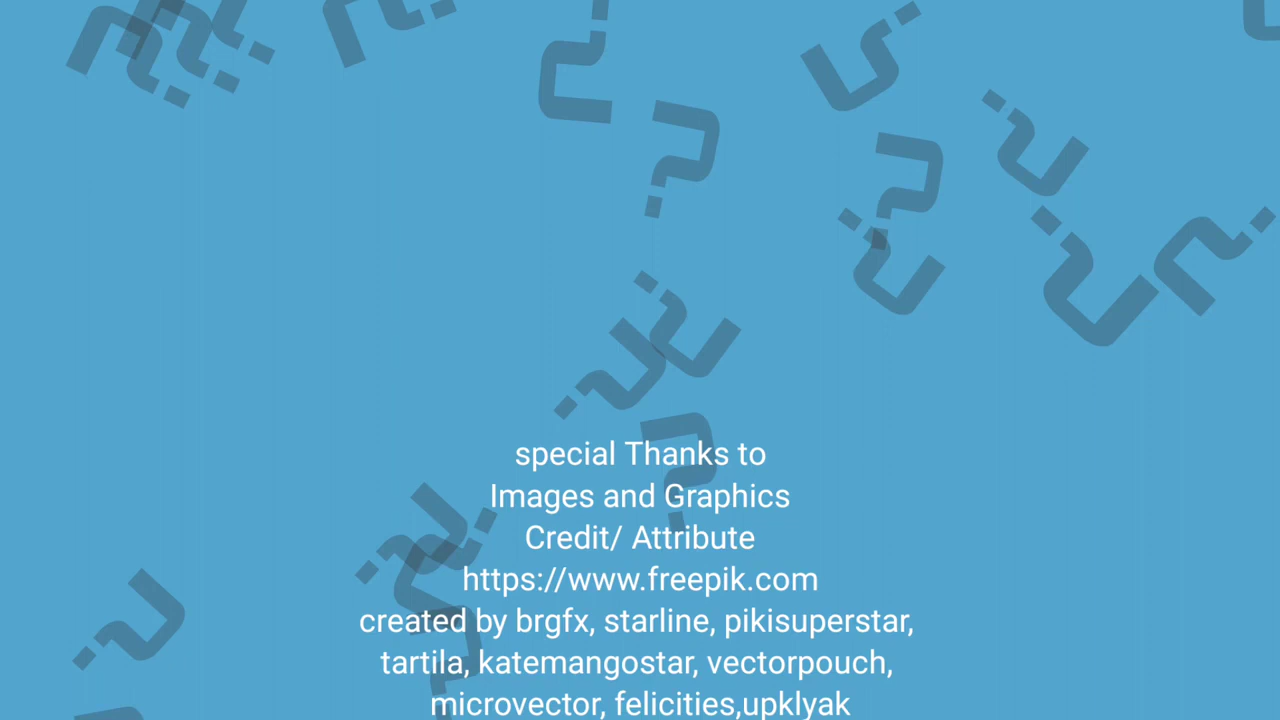 special Thanks to
Images and Graphics
Credit/ Attribute
https://www.freepik.com
created by brgfx, starline, pikisuperstar,
tartila, katemangostar, vectorpouch,
microvector, felicities,upklyak